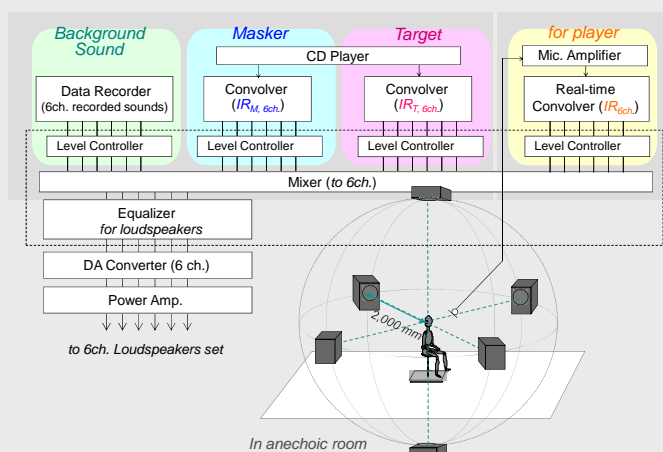 Background
Sound
Masker
Target
for player
CD Player
Mic. Amplifier
Data Recorder
(6ch. recorded sounds)
Convolver
(IRM, 6ch.)
Convolver
(IRT, 6ch.)
Real-time
Convolver (IR6ch.)
Level Controller
Level Controller
Level Controller
Level Controller
Mixer (to 6ch.)
Equalizer
for loudspeakers
DA Converter (6 ch.)
Power Amp.
2,000 mm
to 6ch. Loudspeakers set
In anechoic room